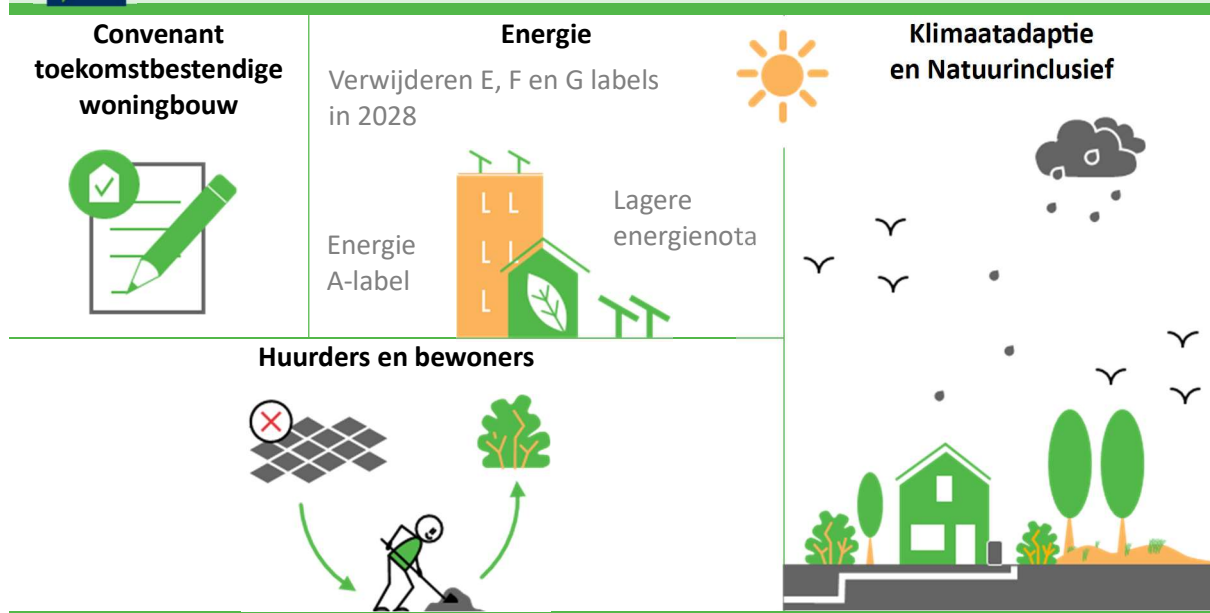 Convenant
toekomstbestendige
woningbouw
Energie
Verwijderen E, F en G labels
in 2028
Energie
A-label
Lagere
energienota
Klimaatadaptie
en Natuurinclusief
Huurders en bewoners